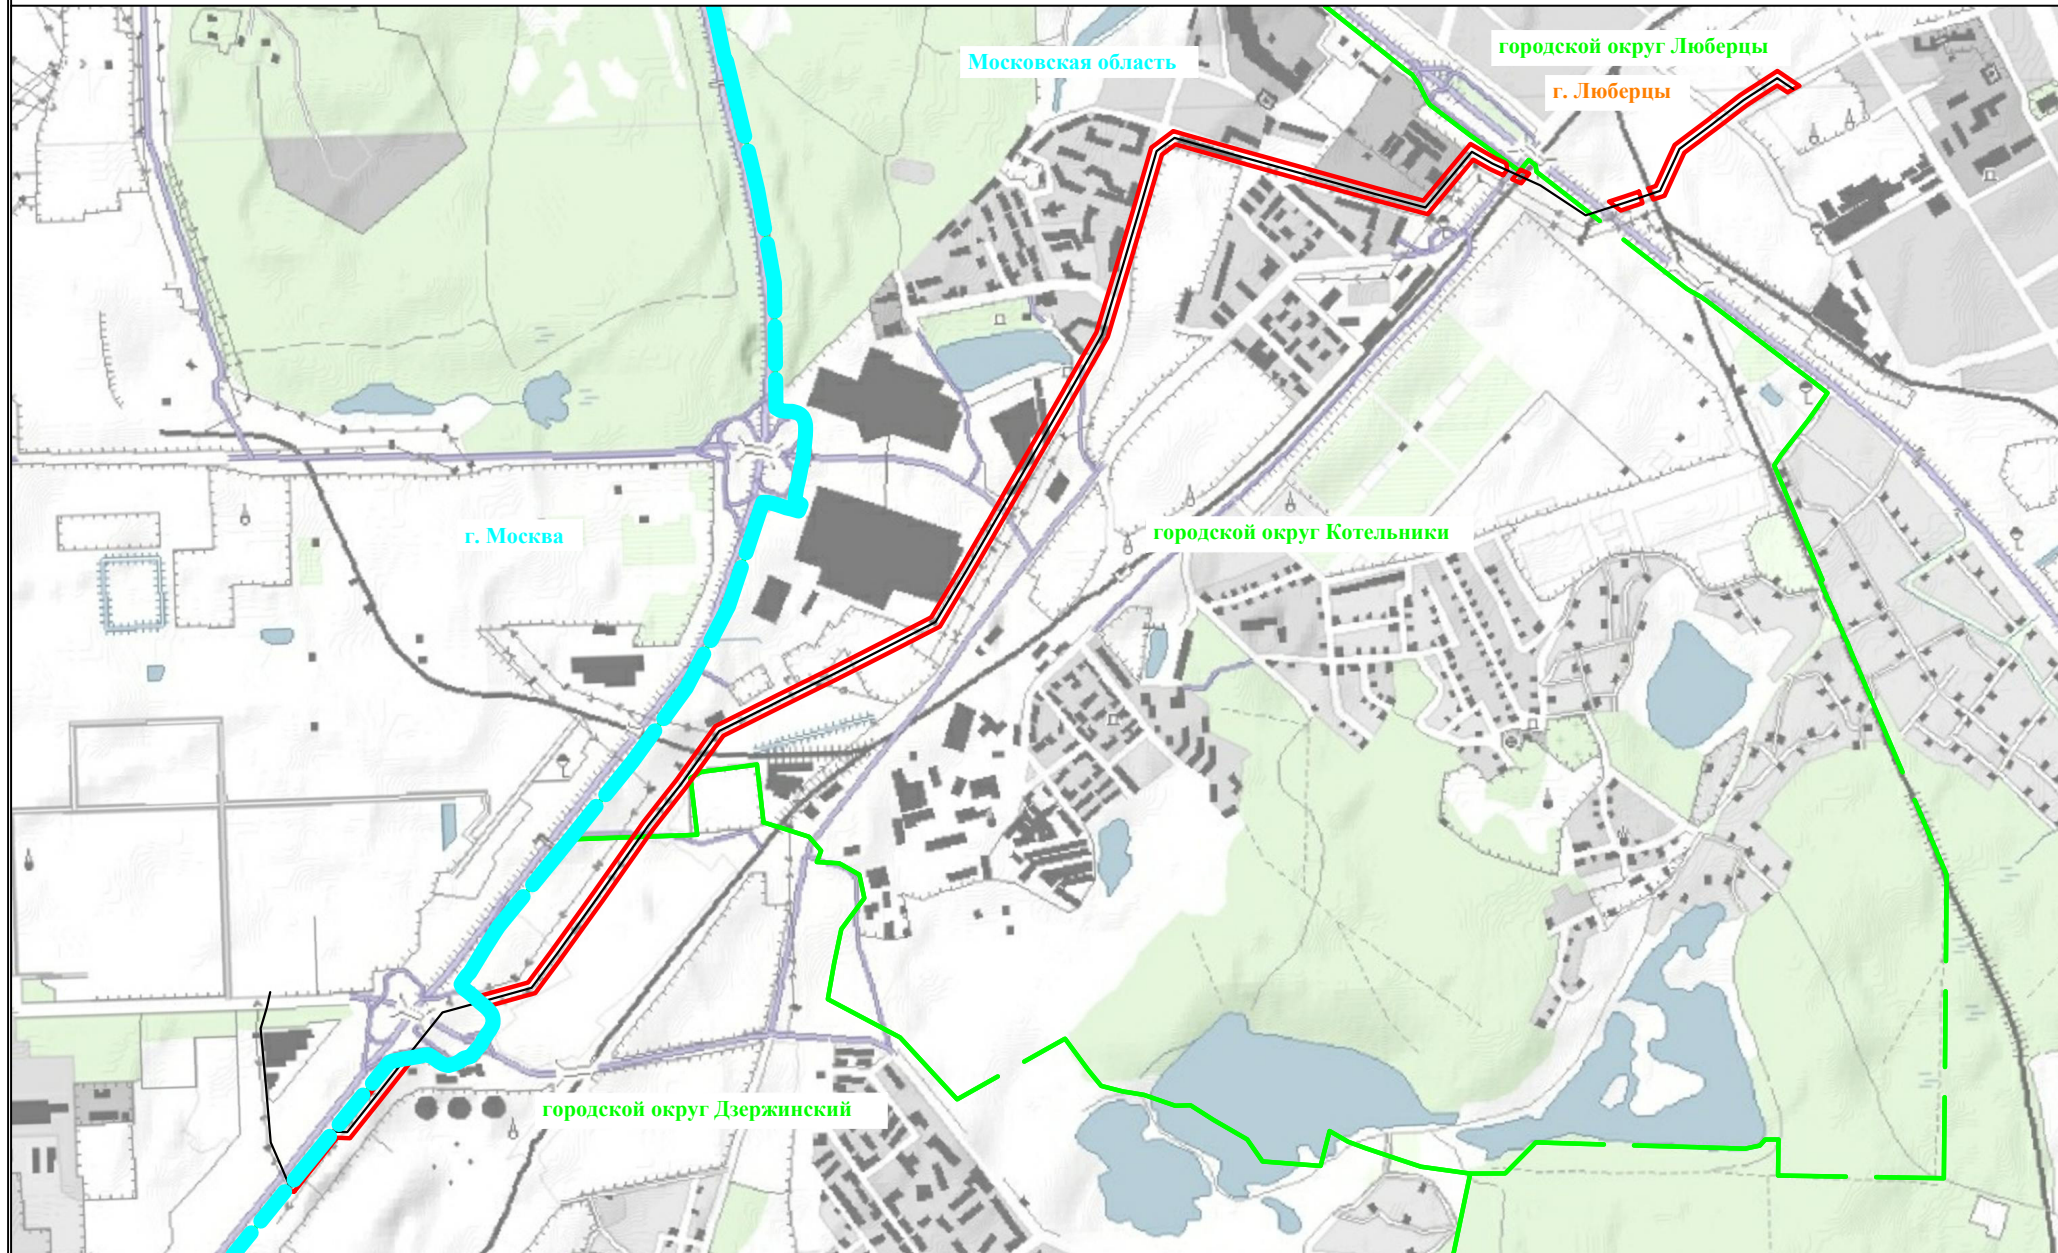 городской округ Люберцы
Московская область
г. Люберцы
г. Москва
городской округ Котельники
городской округ Дзержинский